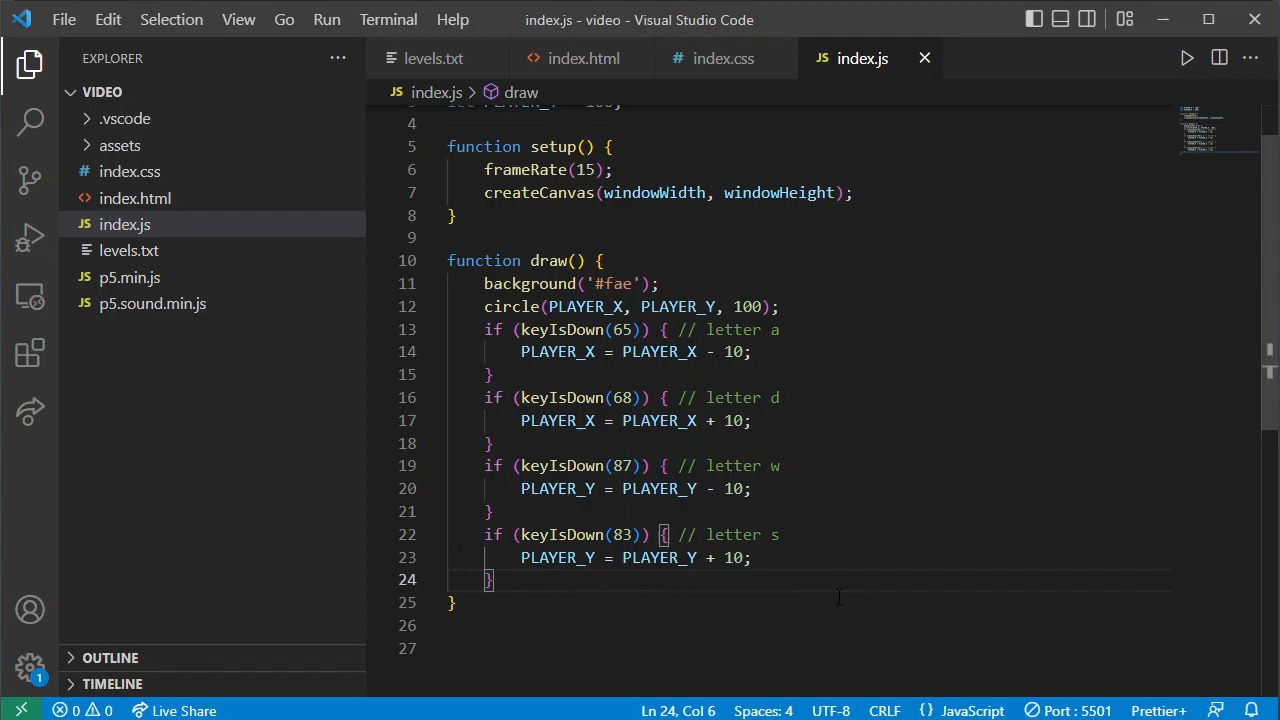 File Edit Selection View Go Run Terminal Help index.js - video - Visual Studio Code
EXPLORER
levels.txt index.html index.css JS index.js
VIDEO
JS index.js > draw
.vscode
assets
index.css
index.html
JS index.js
levels.txt
JS p5.min.js
JS p5.sound.min.js
4
5 function setup() {
6 frameRate(15);
7 createCanvas(windowWidth, windowHeight);
8 }
9
10 function draw() {
11 background('#fae');
12 circle(PLAYER_X, PLAYER_Y, 100);
13 if (keyIsDown(65)) { // letter a
14 PLAYER_X = PLAYER_X - 10;
15 }
16 if (keyIsDown(68)) { // letter d
17 PLAYER_X = PLAYER_X + 10;
18 }
19 if (keyIsDown(87)) { // letter w
20 PLAYER_Y = PLAYER_Y - 10;
21 }
22 if (keyIsDown(83)) { // letter s
23 PLAYER_Y = PLAYER_Y + 10;
24 }
25 }
26
27
OUTLINE
TIMELINE
1
0 0 Live Share Ln 24, Col 6 Spaces: 4 UTF-8 CRLF {} JavaScript Port : 5501 Prettier+